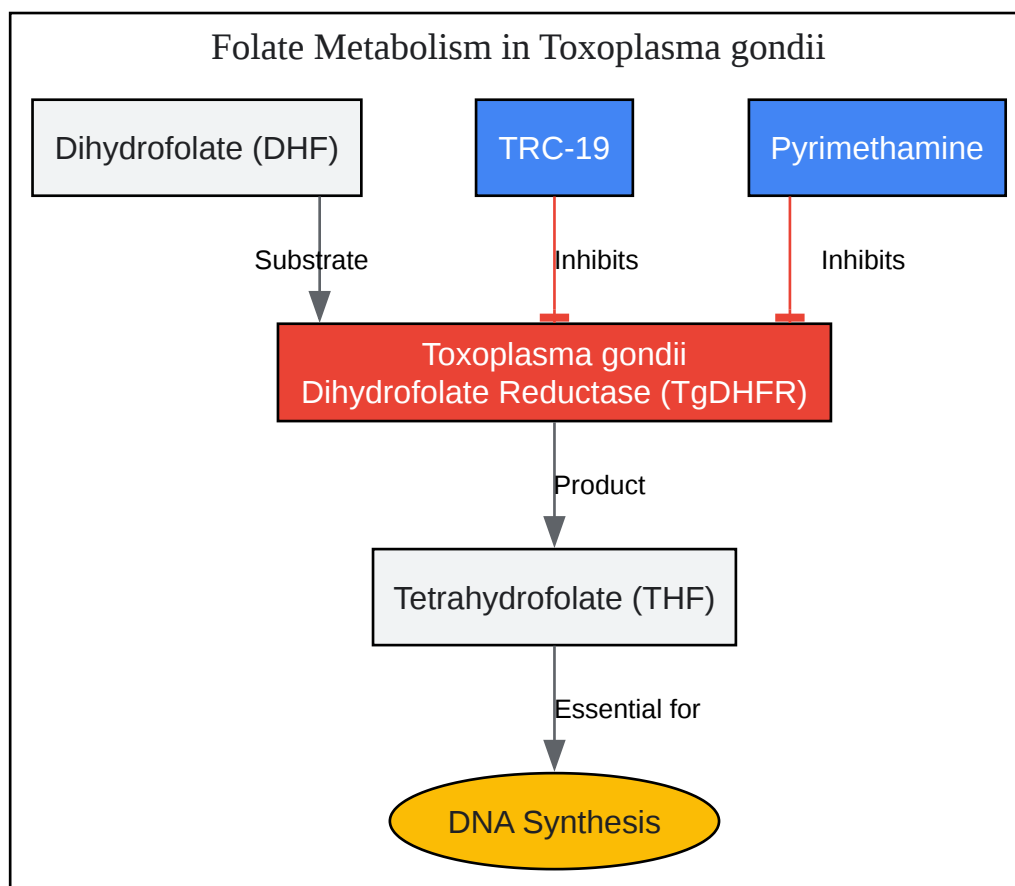 Folate Metabolism in Toxoplasma gondii
Dihydrofolate (DHF)
TRC-19
Pyrimethamine
Substrate
Inhibits
Inhibits
Toxoplasma gondii
Dihydrofolate Reductase (TgDHFR)
Product
Tetrahydrofolate (THF)
Essential for
DNA Synthesis